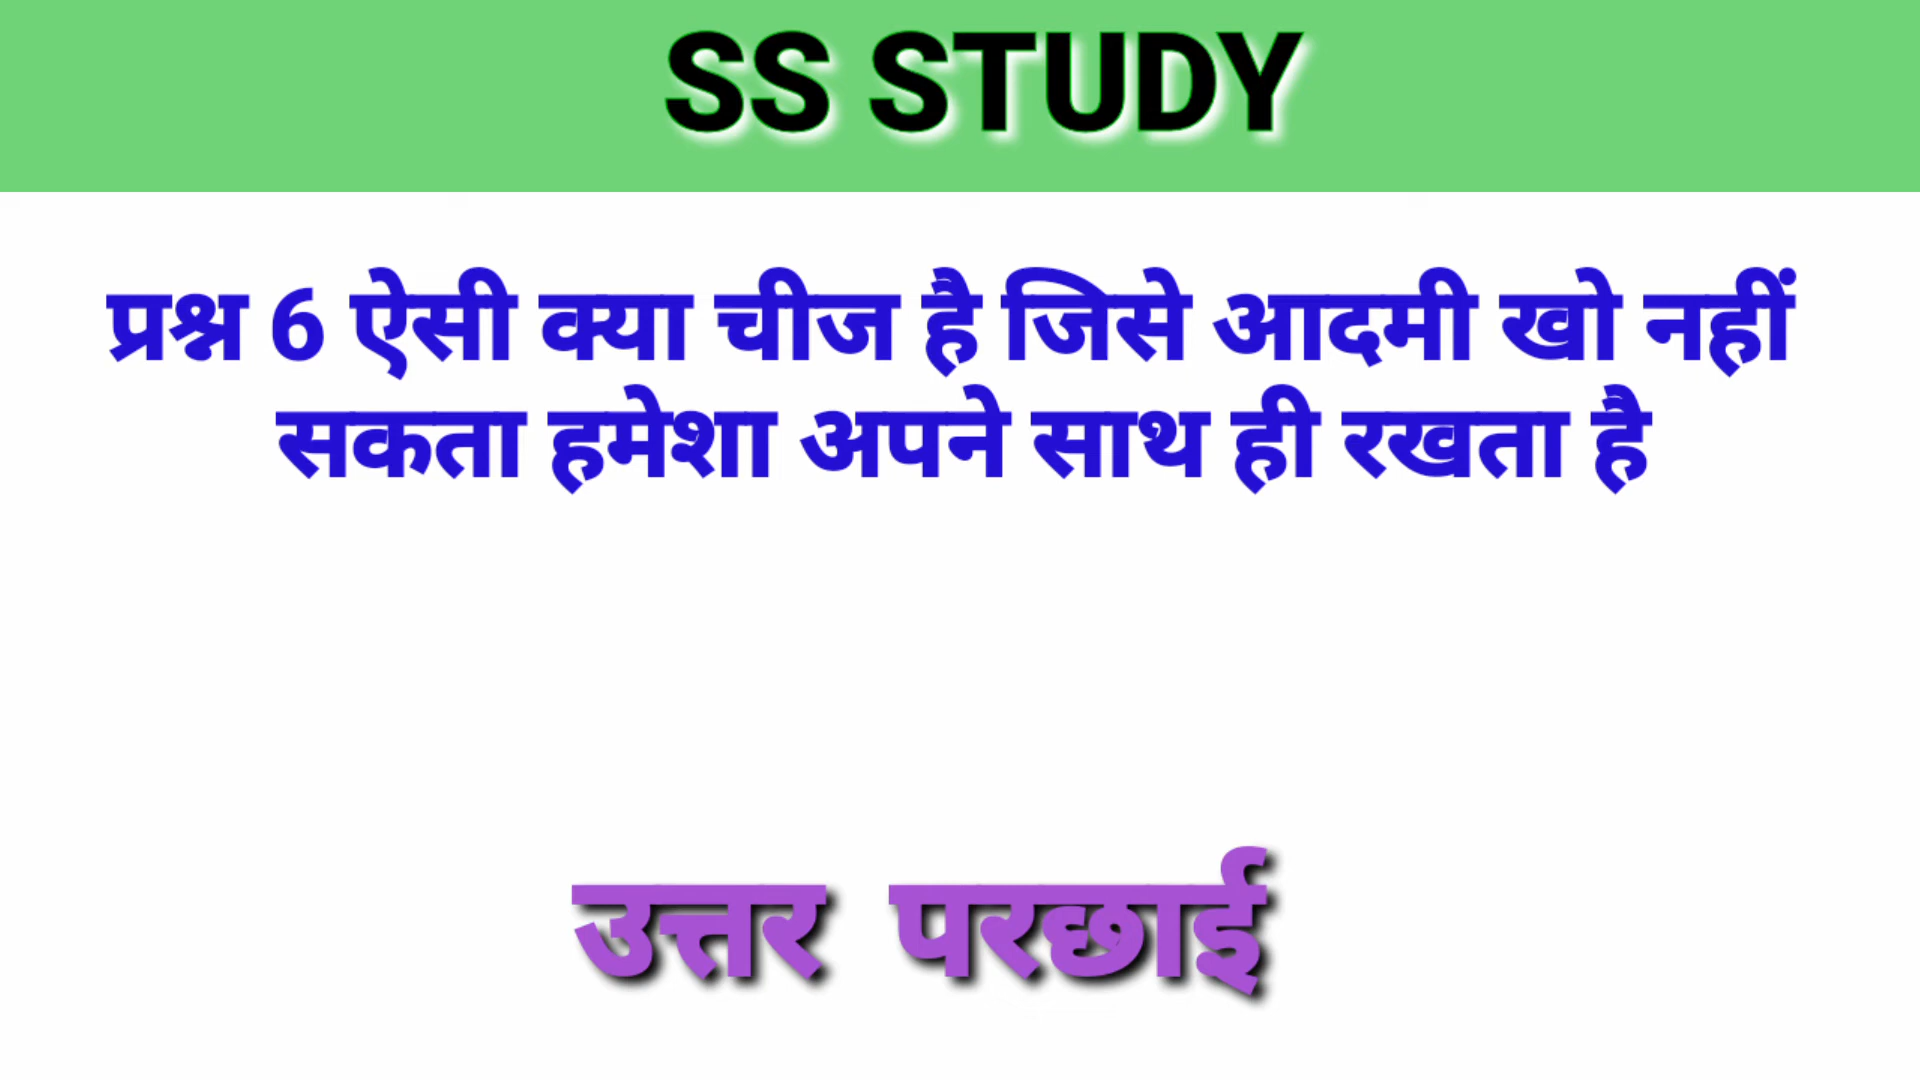 SS STUDY
प्रश्न 6 ऐसी क्या चीज है जिसे आदमी खो नहीं
सकता हमेशा अपने साथ ही रखता है
उत्तर परछाई